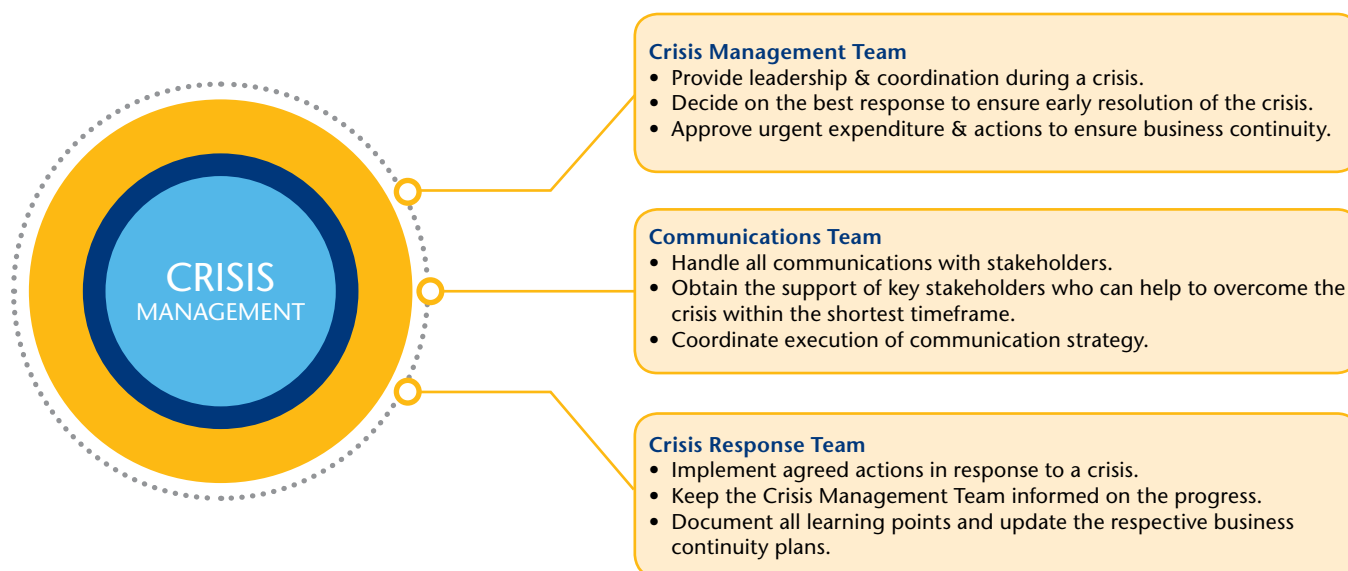 CRISIS
MANAGEMENT
Crisis Management Team
• Provide leadership & coordination during a crisis.
• Decide on the best response to ensure early resolution of the crisis.
• Approve urgent expenditure & actions to ensure business continuity.
Communications Team
• Handle all communications with stakeholders.
• Obtain the support of key stakeholders who can help to overcome the
crisis within the shortest timeframe.
• Coordinate execution of communication strategy.
Crisis Response Team
• Implement agreed actions in response to a crisis.
• Keep the Crisis Management Team informed on the progress.
• Document all learning points and update the respective business
continuity plans.